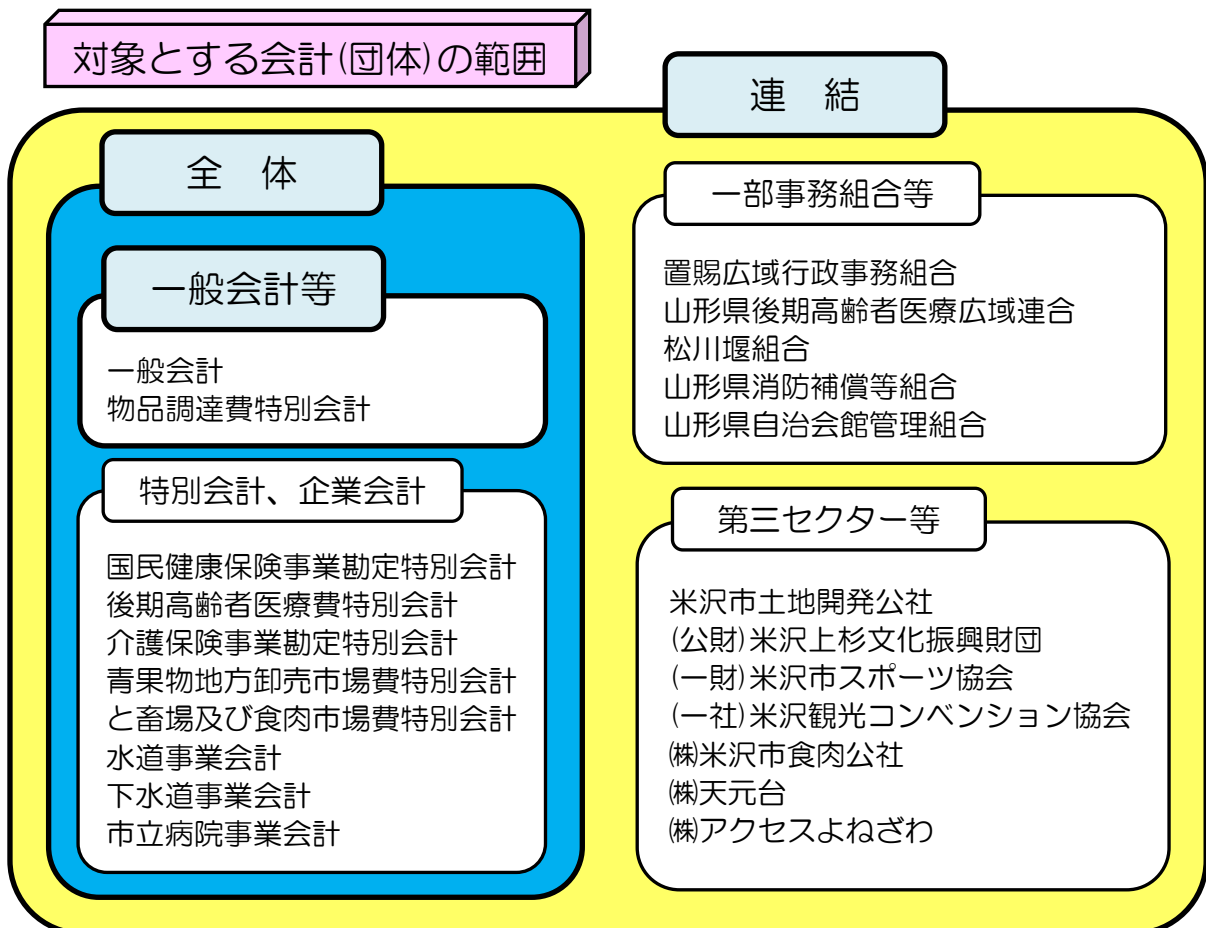 対象とする会計(団体)の範囲
連　結
全　体
一般会計等
一般会計
物品調達費特別会計
特別会計、企業会計
国民健康保険事業勘定特別会計
後期高齢者医療費特別会計
介護保険事業勘定特別会計
青果物地方卸売市場費特別会計
と畜場及び食肉市場費特別会計
水道事業会計
下水道事業会計
市立病院事業会計
一部事務組合等
置賜広域行政事務組合
山形県後期高齢者医療広域連合
松川堰組合
山形県消防補償等組合
山形県自治会館管理組合
第三セクター等
米沢市土地開発公社
(公財)米沢上杉文化振興財団
(一財)米沢市スポーツ協会
(一社)米沢観光コンベンション協会
㈱米沢市食肉公社
㈱天元台
㈱アクセスよねざわ